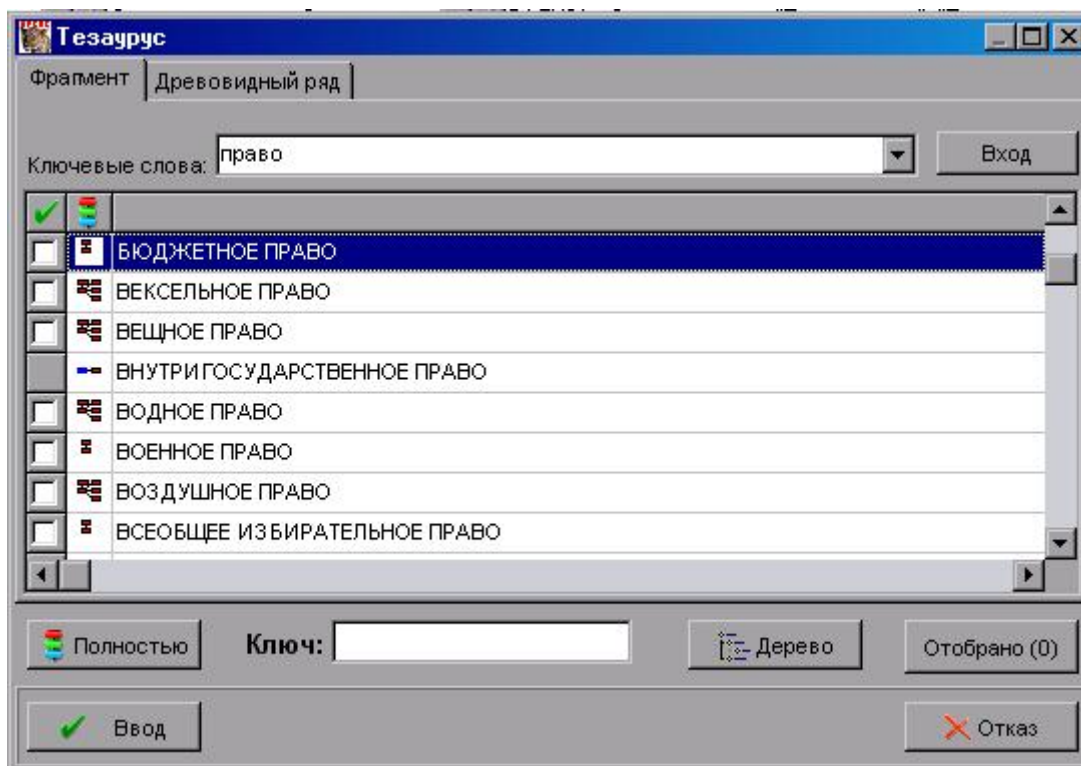 Тезаурус
Фрагмент Древовидный ряд
Ключевые слова: право Вход
БЮДЖЕТНОЕ ПРАВО
ВЕКСЕЛЬНОЕ ПРАВО
ВЕЩНОЕ ПРАВО
ВНУТРИГОСУДАРСТВЕННОЕ ПРАВО
ВОДНОЕ ПРАВО
ВОЕННОЕ ПРАВО
ВОЗДУШНОЕ ПРАВО
ВСЕОБЩЕЕ ИЗБИРАТЕЛЬНОЕ ПРАВО
Полностью Ключ: Дерево Отобрано (0)
Ввод Отказ